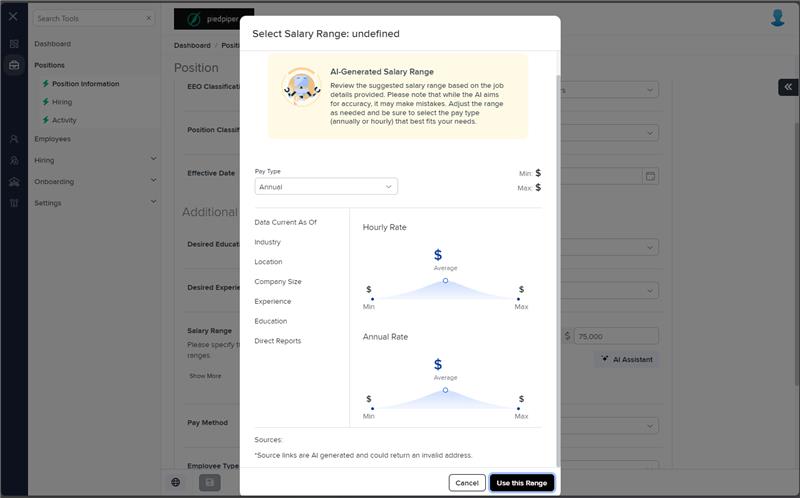 Search Tools
piedpiper
Select Salary Range: undefined
Dashboard
Dashboard / Positi
Positions
Position
Position Information
EEO Classificati
Hiring
Activity
Position Classif
Employees
Hiring
Effective Date
Onboarding
Settings
Additional
Desired Educati
Desired Experie
Salary Range
Please specify t
ranges.
Show More
$ 75,000
AI Assistant
Pay Method
Employee Type
AI-Generated Salary Range
Review the suggested salary range based on the job
details provided. Please note that while the AI aims
for accuracy, it may make mistakes. Adjust the range
as needed and be sure to select the pay type
(annually or hourly) that best fits your needs.
Pay Type
Annual
Min: $
Max: $
Data Current As Of
Industry
Location
Company Size
Experience
Education
Direct Reports
Hourly Rate
$
Average
$ $
Min Max
Annual Rate
$
Average
$ $
Min Max
Sources:
*Source links are AI generated and could return an invalid address.
Cancel
Use this Range